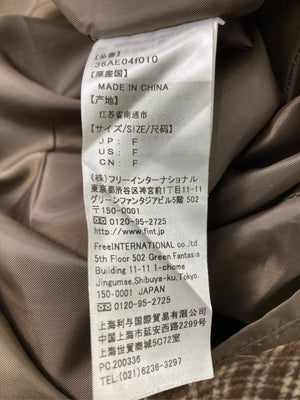 [品番]
36AE04f010
[原産国]
MADE IN CHINA
[产地]
江苏省南通市
[サイズ/SIZE/尺码]
JP: F
US: F
CN: F
(株)フリーインターナショナル
東京都渋谷区神宮前1丁目11-11
グリーンファンタジアビル5階 502
〒150-0001
0120-95-2725
http://www.fint.jp
FreeINTERNATIONAL co.ltd
5th Floor 502 Green Fantasia
Building 11-11 1-chome
Jingumae,Shibuya-ku.Tokyo.
150-0001 JAPAN
0120-95-2725
上海利与国際貿易有限公司
中国上海市延安西路2299号
上海世貿商城5C72室
PC.200336
TEL.(021)6236-3297